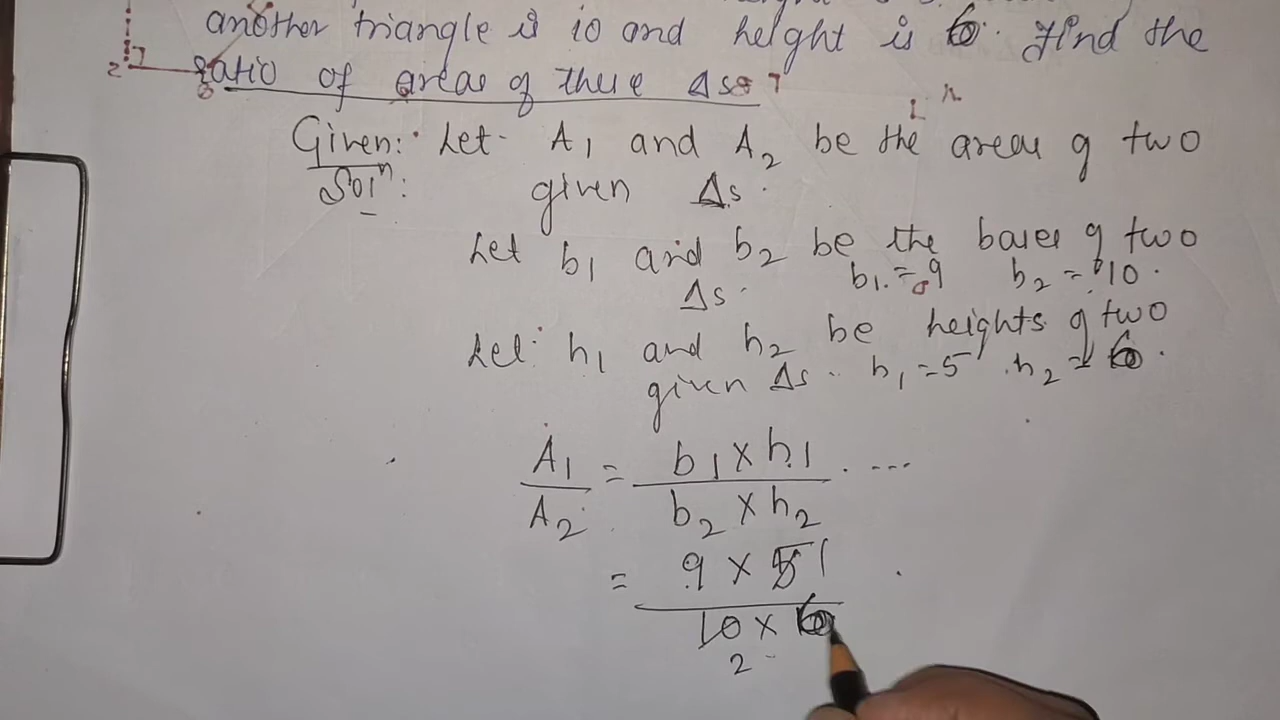 another triangle is 10 and height is 6. Find the
ratio of areas of these Δs
Given: Let A1 and A2 be the areas of two
Solⁿ: given Δs.
Let b1 and b2 be the bases of two
Δs. b1 = 9 b2 = 10.
Let h1 and h2 be heights of two
given Δs. h1 = 5 h2 = 6.
A1/A2 = b1 × h1 / b2 × h2 ....
= 9 × 5 1 / 10 × 6
2